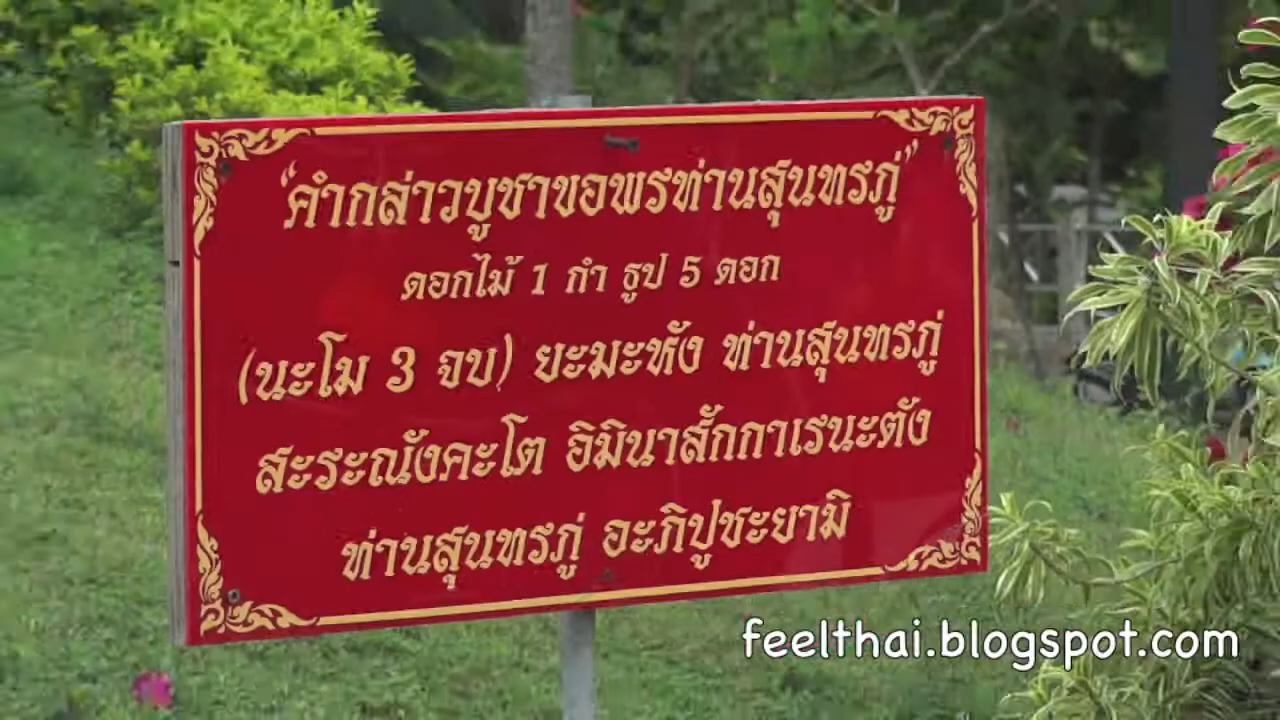 “คำกล่าวบูชาขอพรท่านสุนทรภู่”
ดอกไม้ 1 กำ ธูป 5 ดอก
(นะโม 3 จบ) ยะมะหัง ท่านสุนทรภู่
สะระณังคะโต อิมินาสักกาเรนะตัง
ท่านสุนทรภู่ อะภิปูชะยามิ
feelthai.blogspot.com